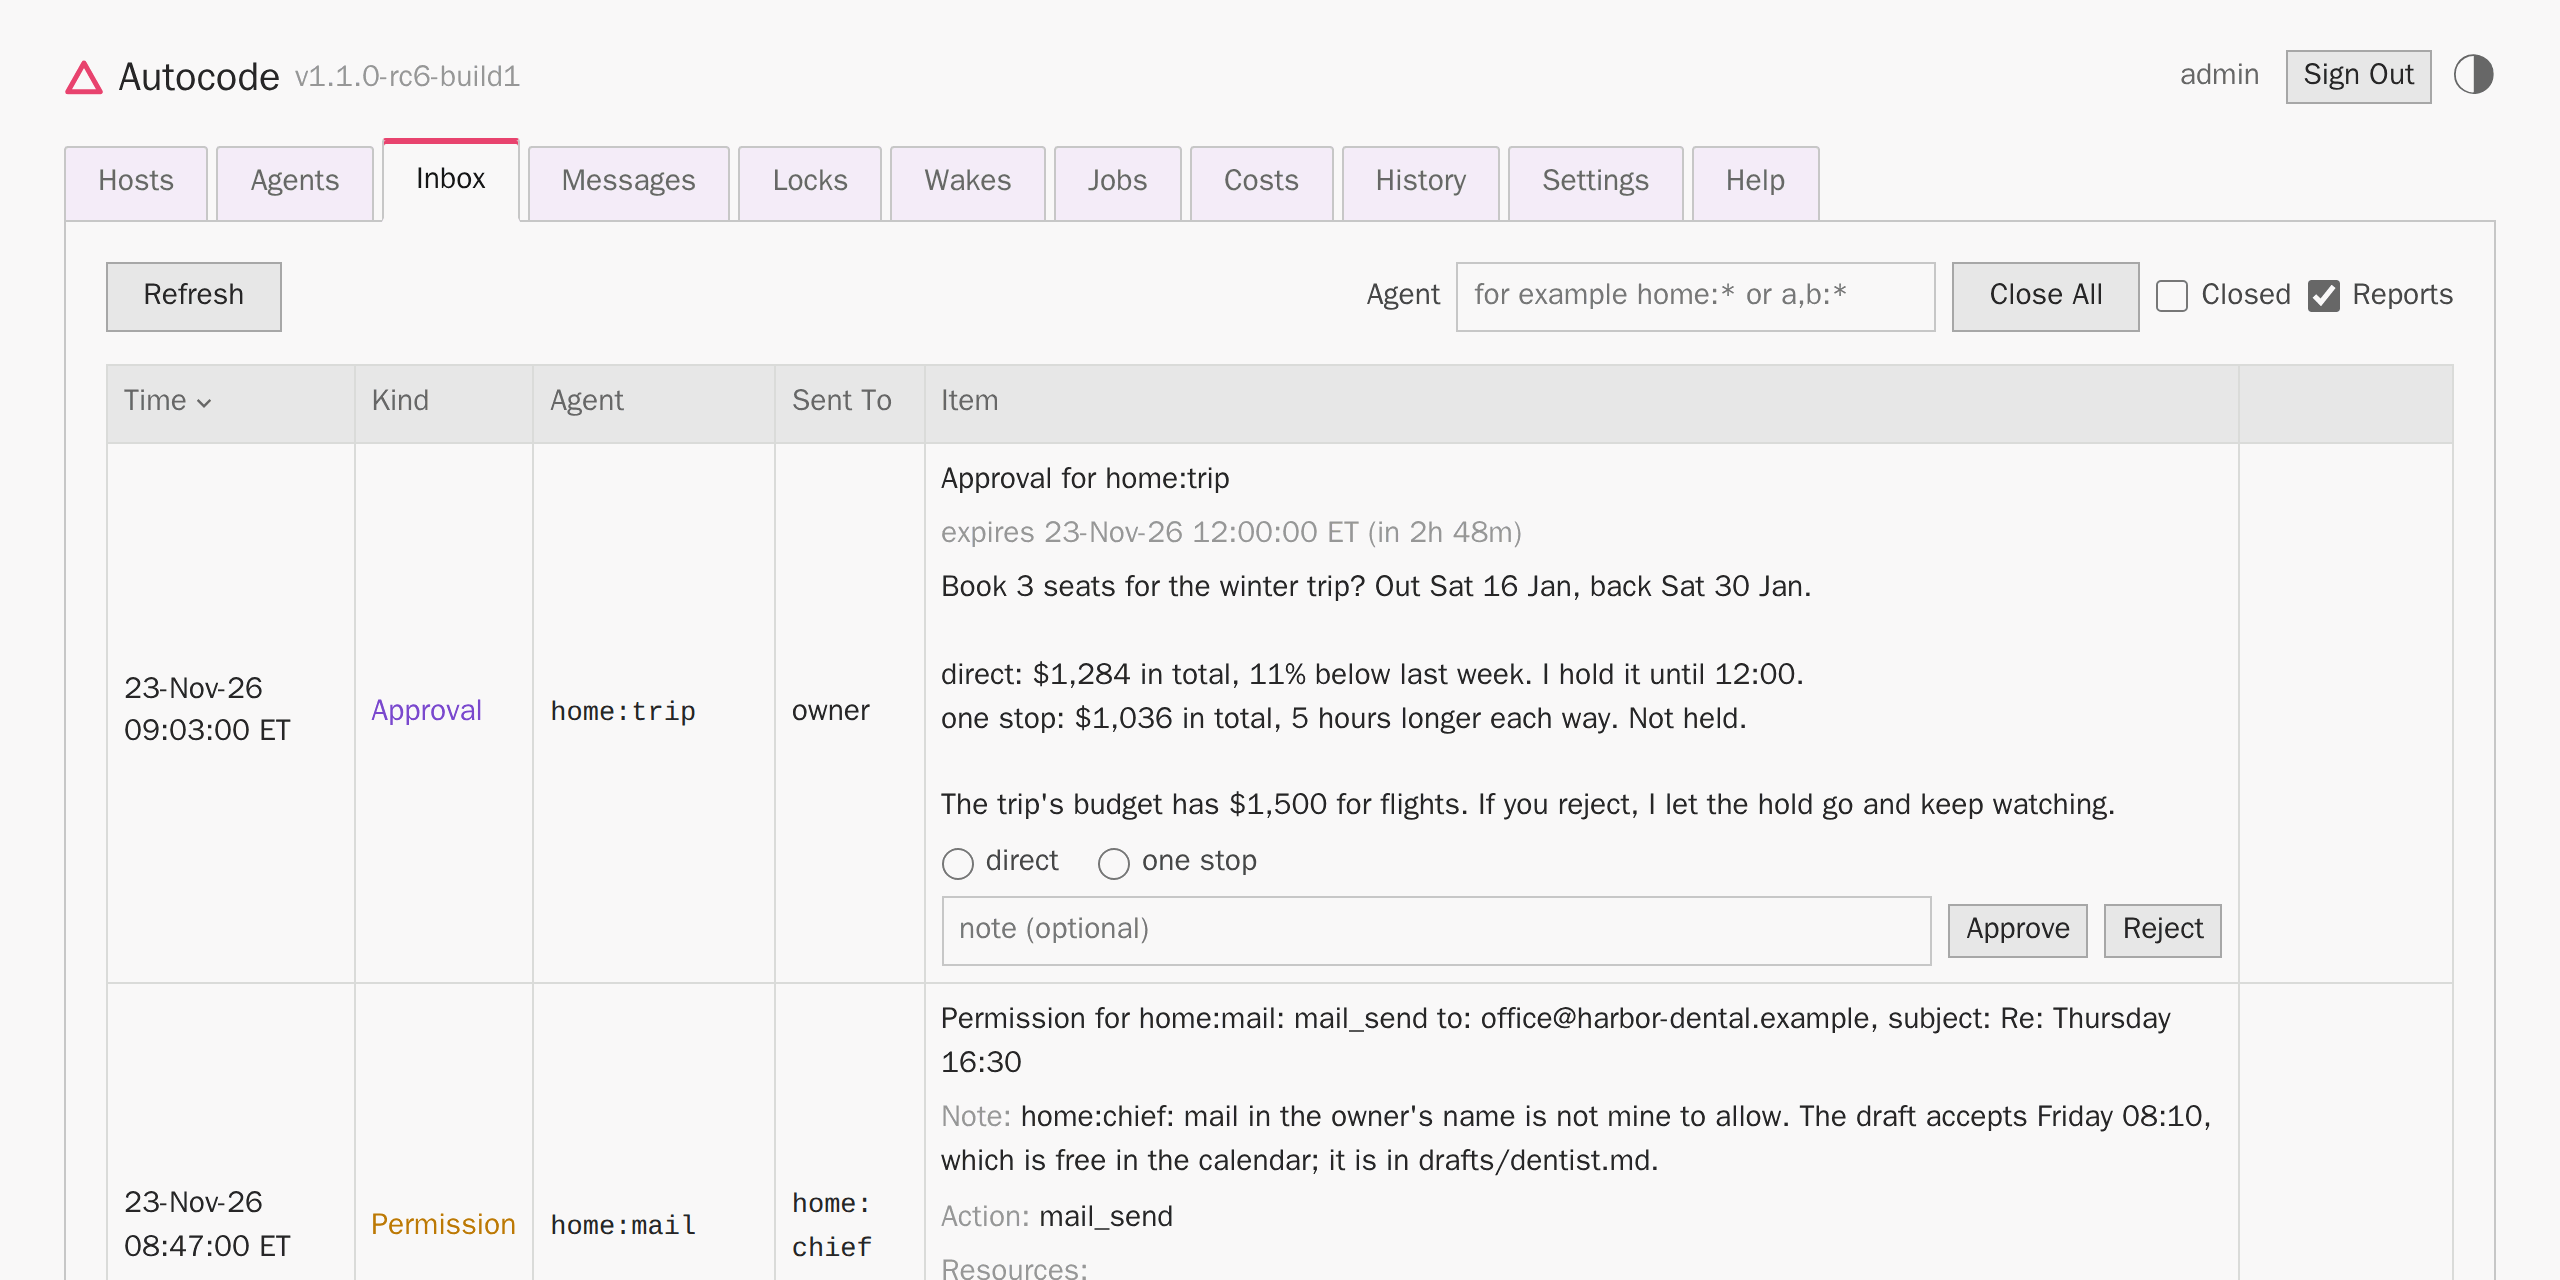 Autocode v1.1.0-rc6-build1
admin Sign Out
Hosts Agents Inbox Messages Locks Wakes Jobs Costs History Settings Help
Refresh Agent for example home:* or a,b:* Close All Closed Reports
Time Kind Agent Sent To Item
23-Nov-26
09:03:00 ET
Approval
home:trip
owner
Approval for home:trip
expires 23-Nov-26 12:00:00 ET (in 2h 48m)
Book 3 seats for the winter trip? Out Sat 16 Jan, back Sat 30 Jan.
direct: $1,284 in total, 11% below last week. I hold it until 12:00.
one stop: $1,036 in total, 5 hours longer each way. Not held.
The trip's budget has $1,500 for flights. If you reject, I let the hold go and keep watching.
direct one stop
note (optional) Approve Reject
23-Nov-26
08:47:00 ET
Permission
home:mail
home:
chief
Permission for home:mail: mail_send to: office@harbor-dental.example, subject: Re: Thursday
16:30
Note: home:chief: mail in the owner's name is not mine to allow. The draft accepts Friday 08:10,
which is free in the calendar; it is in drafts/dentist.md.
Action: mail_send
Resources: